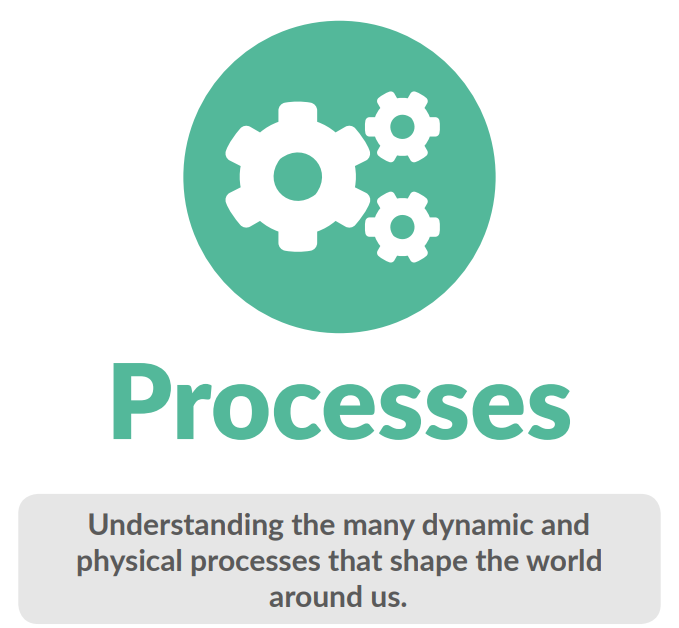 Processes
Understanding the many dynamic and
physical processes that shape the world
around us.